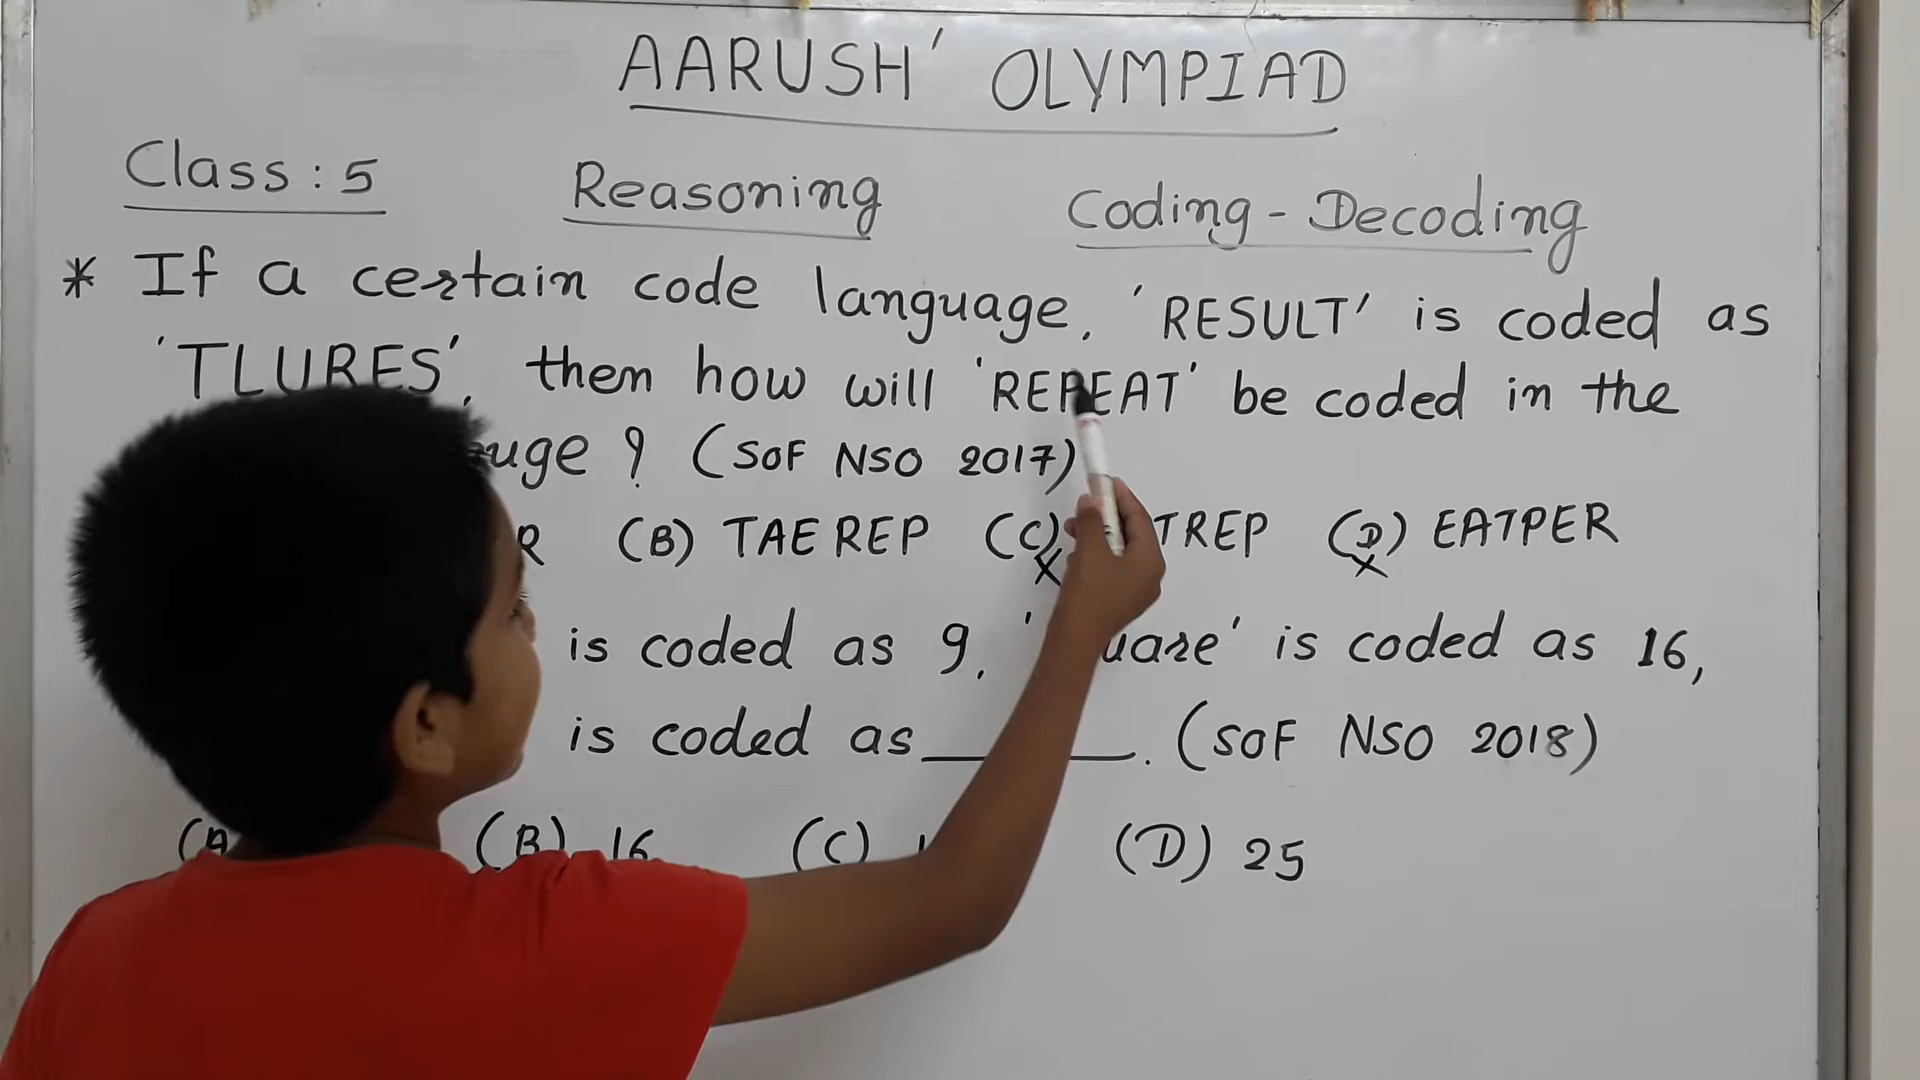 AARUSH' OLYMPIAD
Class : 5 Reasoning Coding - Decoding
* If a certain code language, 'RESULT' is coded as
'TLURES', then how will 'REPEAT' be coded in the
? (SOF NSO 2017)
(B) TAEREP (C) TREP (D) EATPER
is coded as 9, is coded as 16,
is coded as ______. (SOF NSO 2018)
(A (B) 16 (C) (D) 25